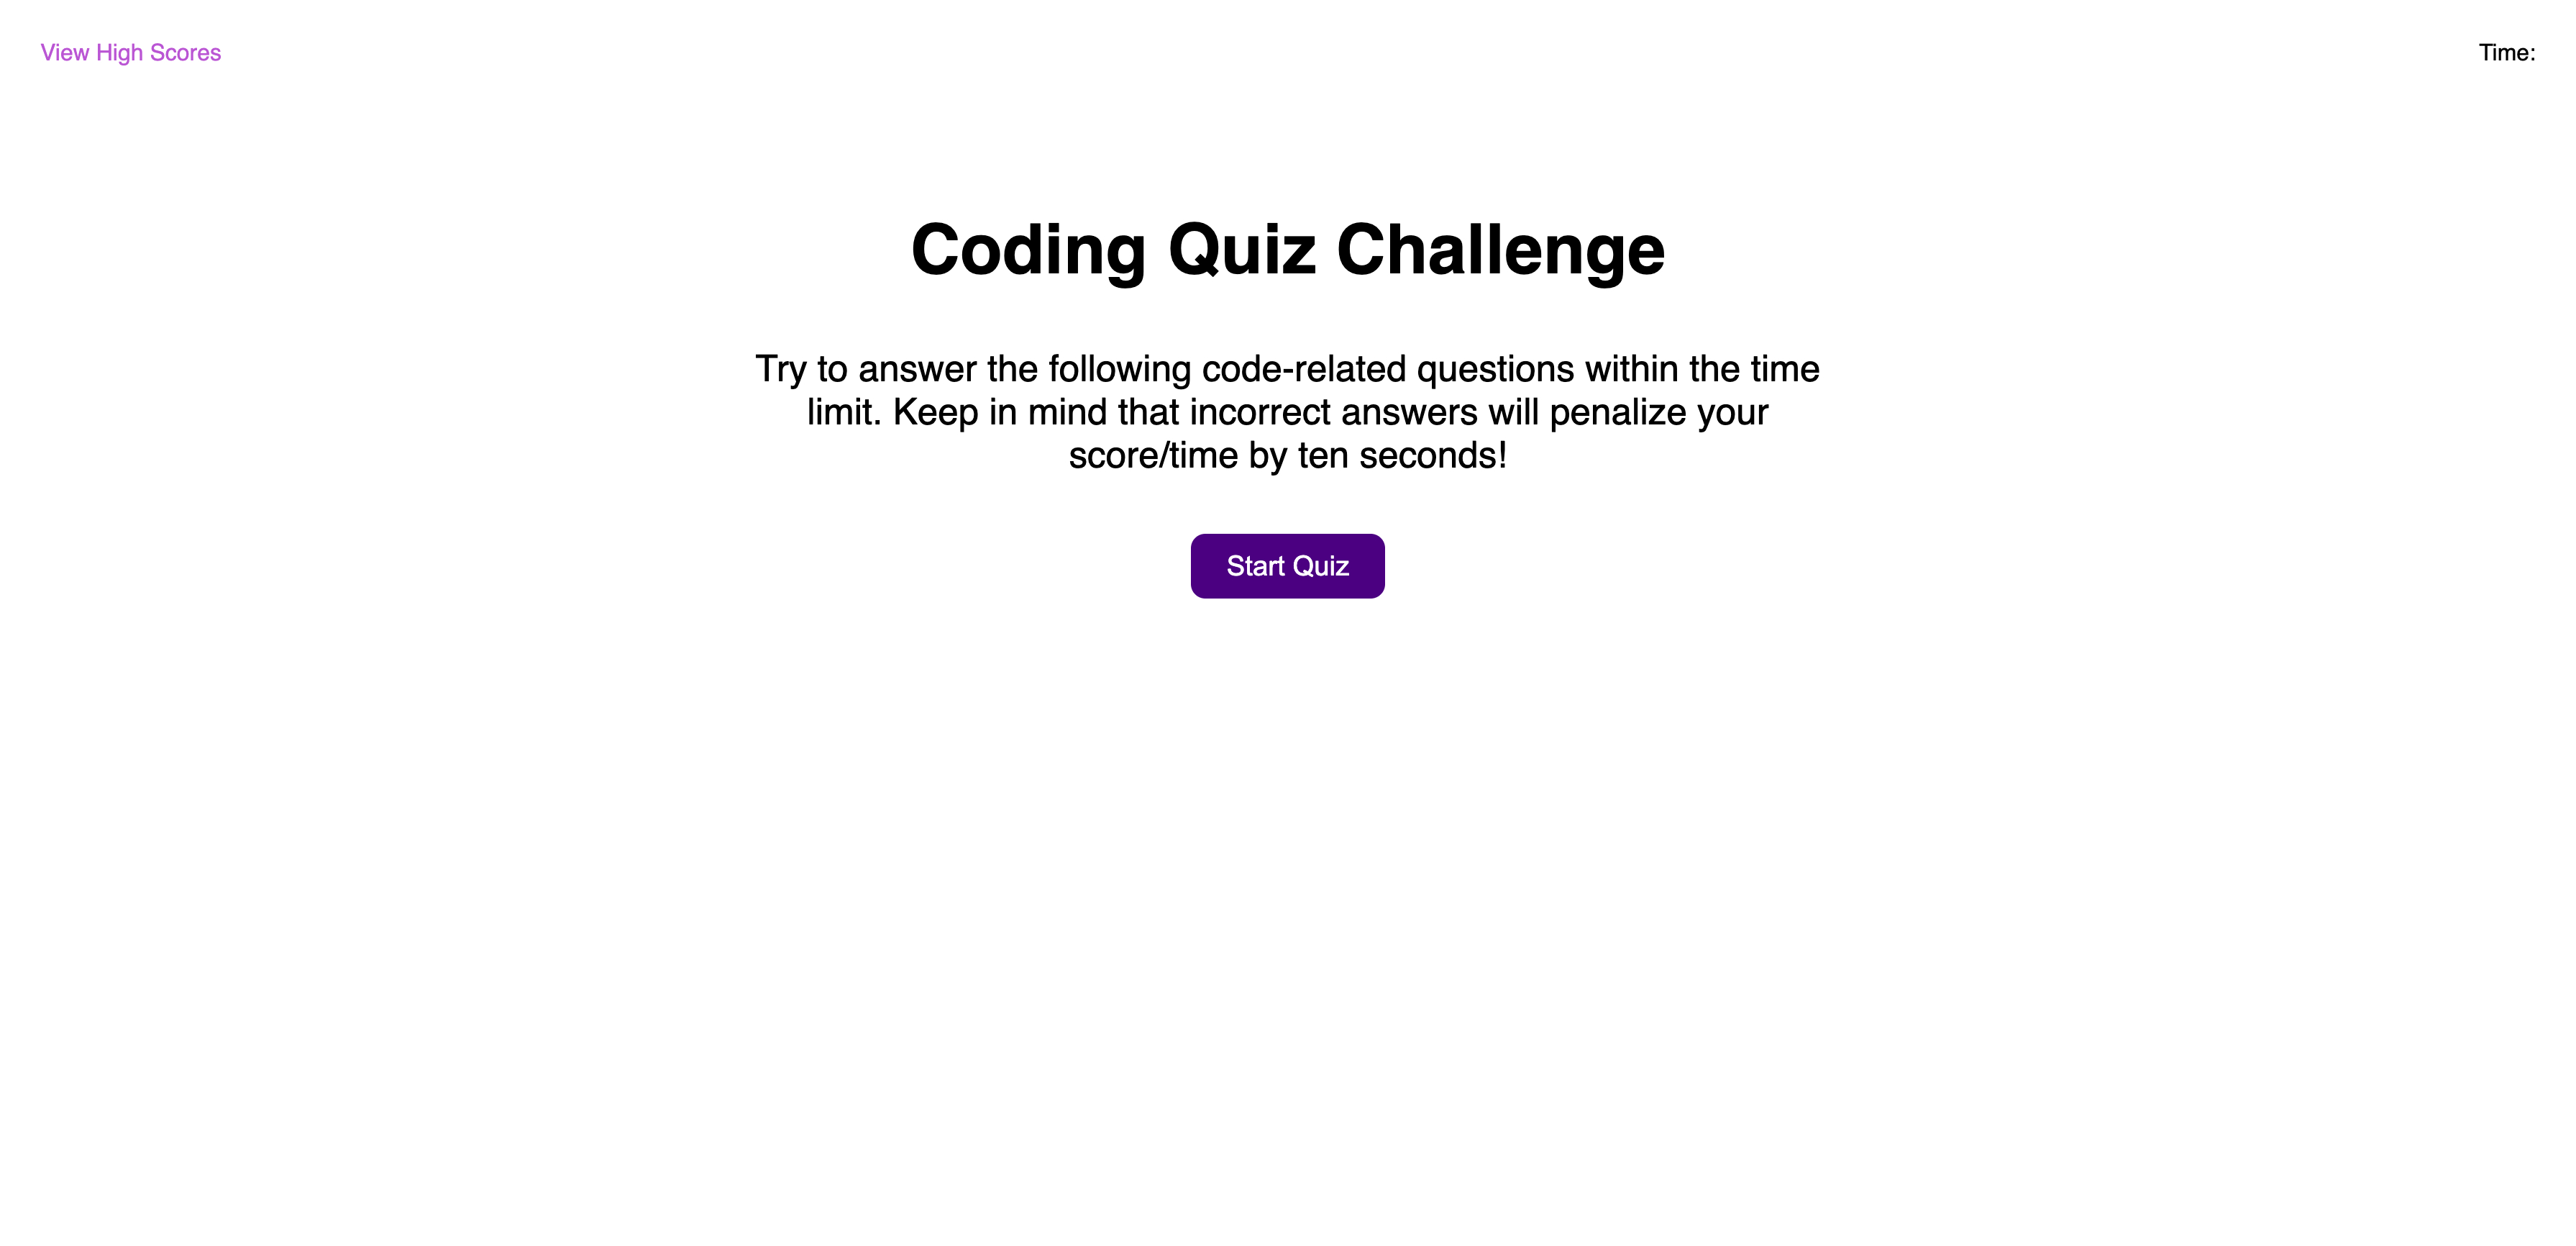 View High Scores
Time:
Coding Quiz Challenge
Try to answer the following code-related questions within the time
limit. Keep in mind that incorrect answers will penalize your
score/time by ten seconds!
Start Quiz